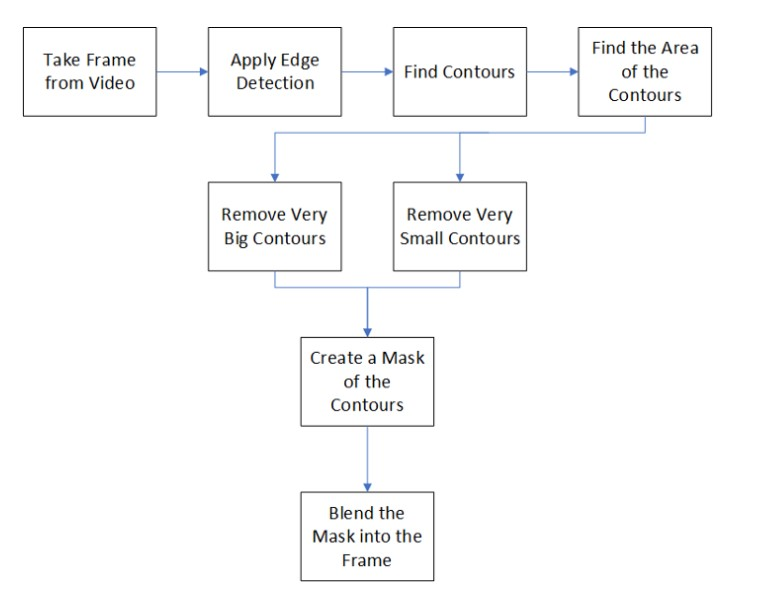 Take Frame
from Video
Apply Edge
Detection
Find Contours
Find the Area
of the
Contours
Remove Very
Big Contours
Remove Very
Small Contours
Create a Mask
of the
Contours
Blend the
Mask into the
Frame